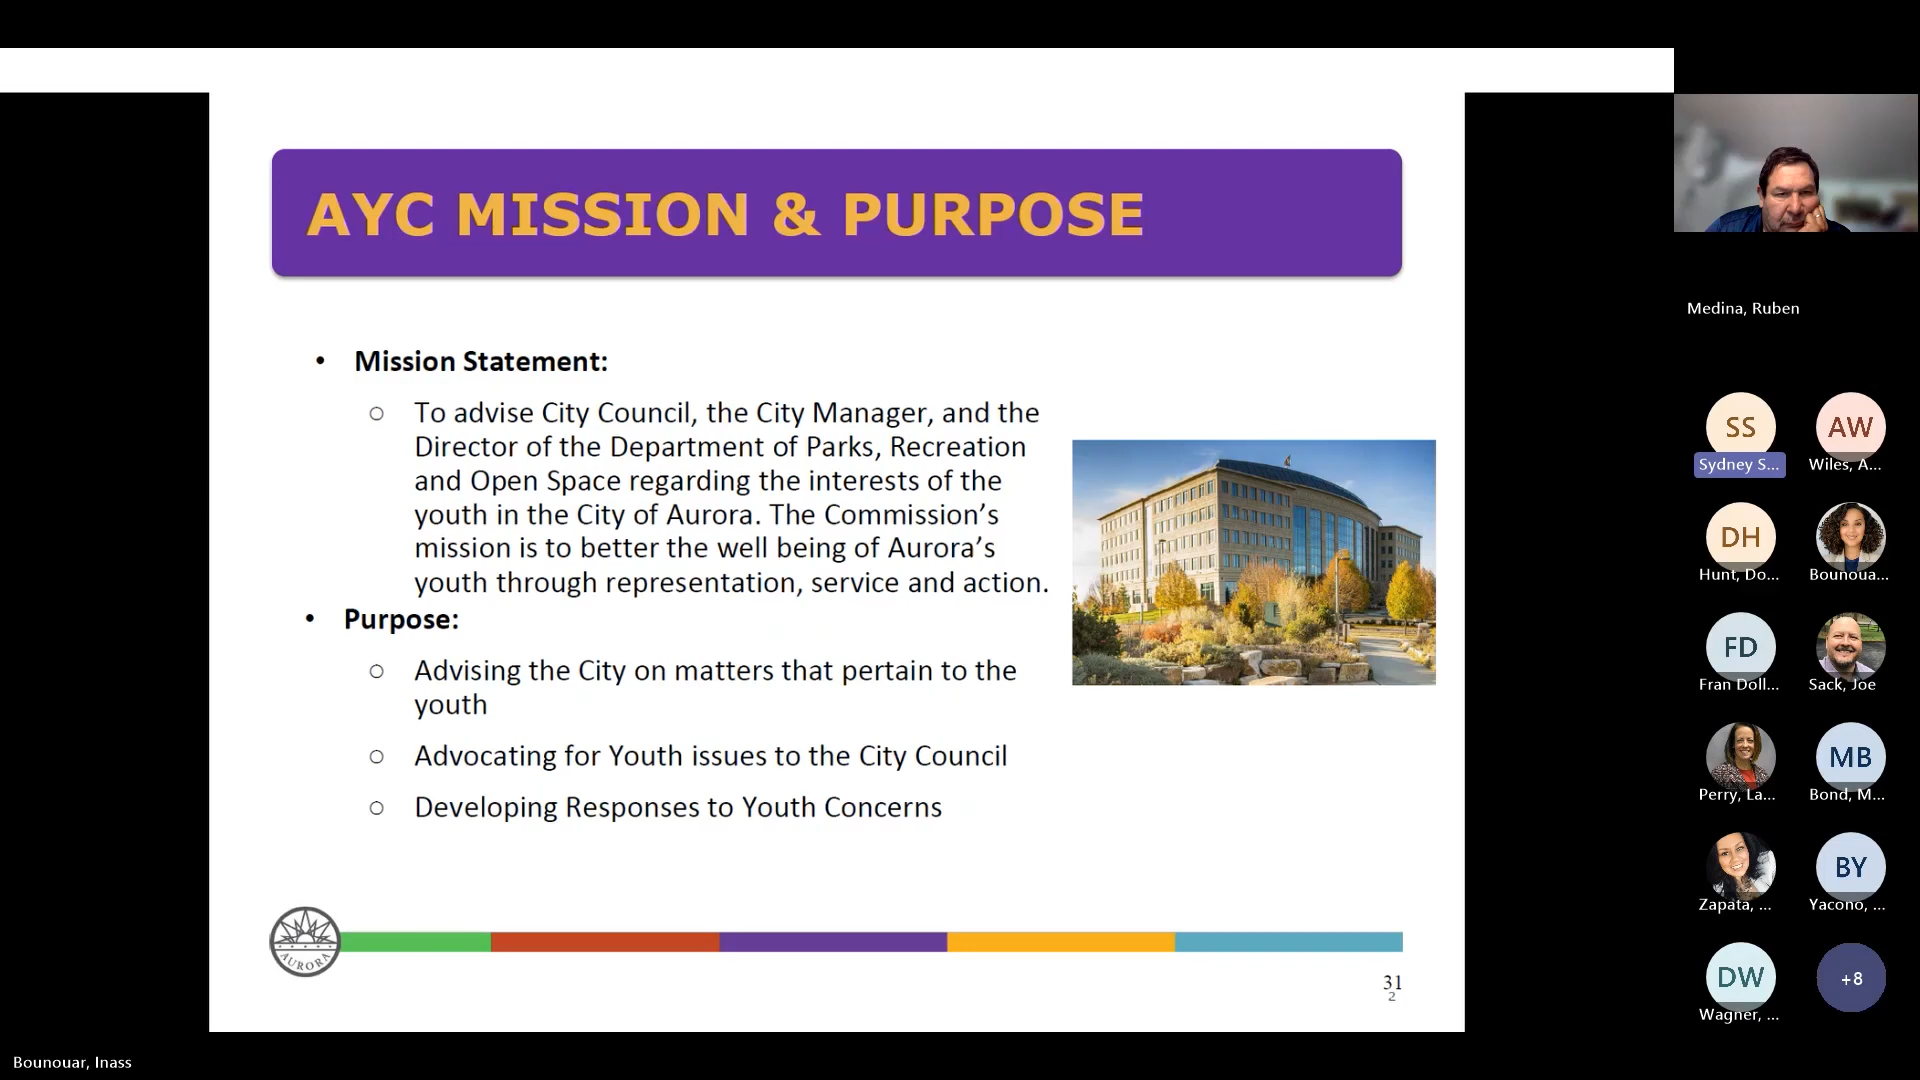 AYC MISSION & PURPOSE
• Mission Statement:
○ To advise City Council, the City Manager, and the
Director of the Department of Parks, Recreation
and Open Space regarding the interests of the
youth in the City of Aurora. The Commission’s
mission is to better the well being of Aurora’s
youth through representation, service and action.
• Purpose:
○ Advising the City on matters that pertain to the
youth
○ Advocating for Youth issues to the City Council
○ Developing Responses to Youth Concerns
AURORA
31
2
Medina, Ruben
SS
Sydney S...
AW
Wiles, A...
DH
Hunt, Do...
Bounoua...
FD
Fran Doll...
Sack, Joe
Perry, La...
MB
Bond, M...
Zapata, ...
BY
Yacono, ...
DW
Wagner, ...
+8
Bounouar, Inass